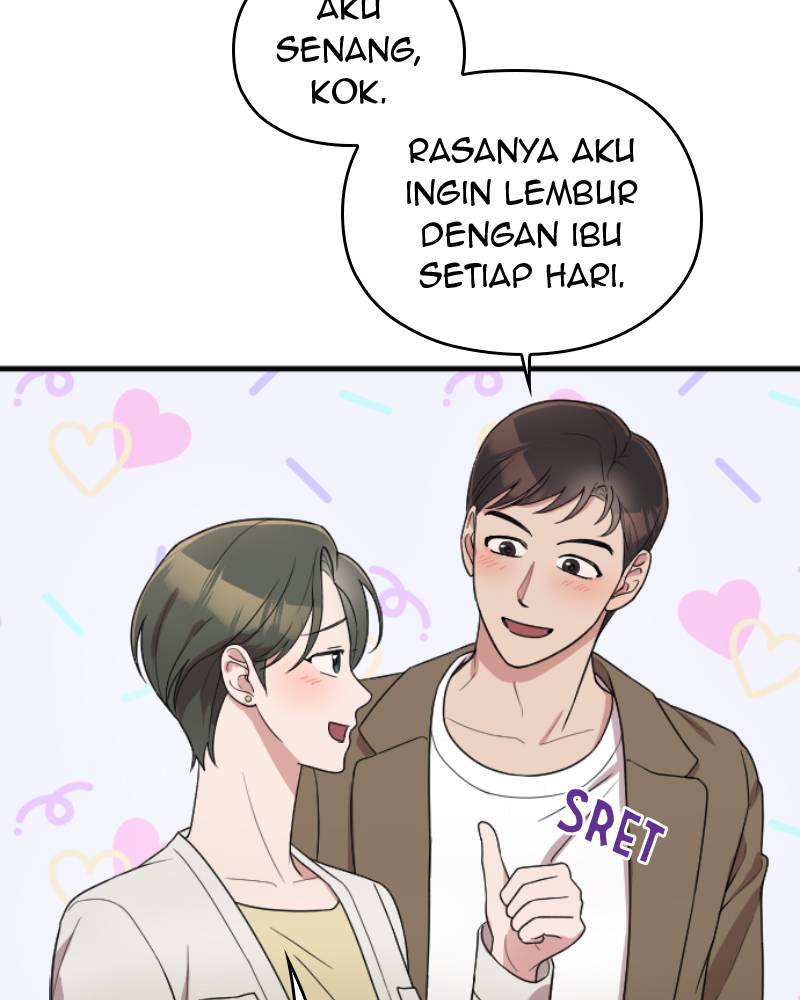 AKU
SENANG,
KOK.
RASANYA AKU
INGIN LEMBUR
DENGAN IBU
SETIAP HARI.
SRET